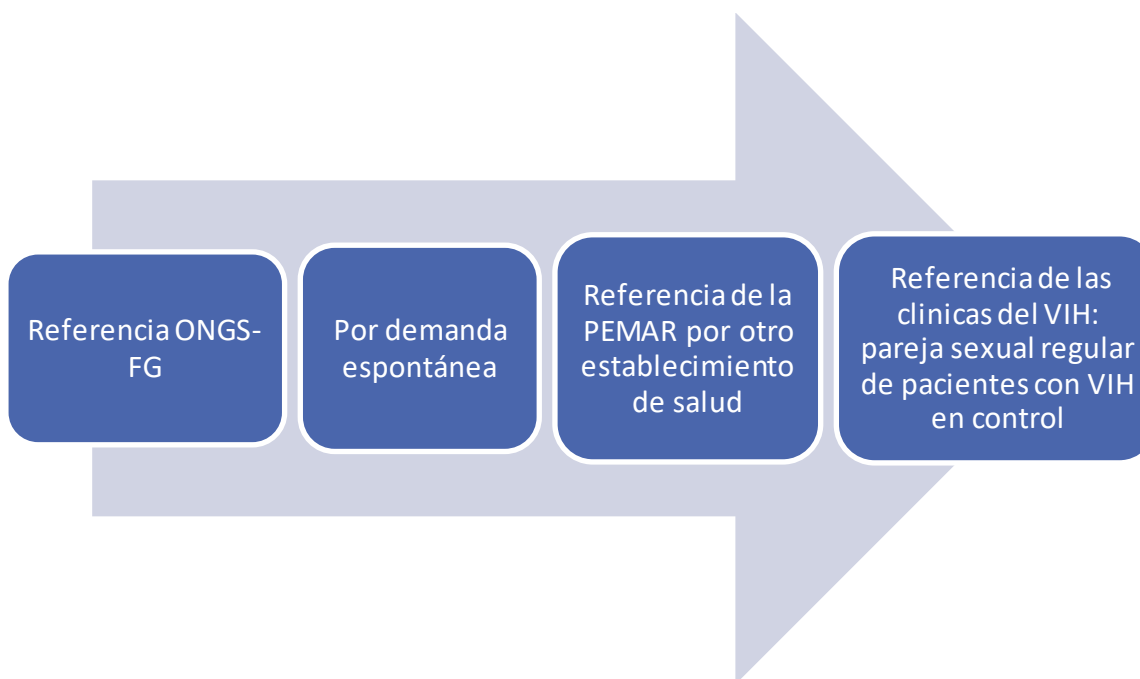 Referencia ONGS-
FG
Por demanda
espontánea
Referencia de la
PEMAR por otro
establecimiento
de salud
Referencia de las
clinicas del VIH:
pareja sexual regular
de pacientes con VIH
en control